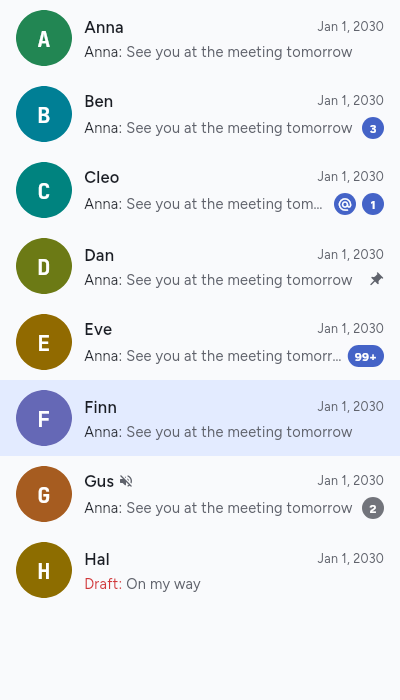 A Anna Jan 1, 2030
Anna: See you at the meeting tomorrow
B Ben Jan 1, 2030
Anna: See you at the meeting tomorrow 3
C Cleo Jan 1, 2030
Anna: See you at the meeting tom... @ 1
D Dan Jan 1, 2030
Anna: See you at the meeting tomorrow
E Eve Jan 1, 2030
Anna: See you at the meeting tomorr... 99+
F Finn Jan 1, 2030
Anna: See you at the meeting tomorrow
G Gus Jan 1, 2030
Anna: See you at the meeting tomorrow 2
H Hal Jan 1, 2030
Draft: On my way